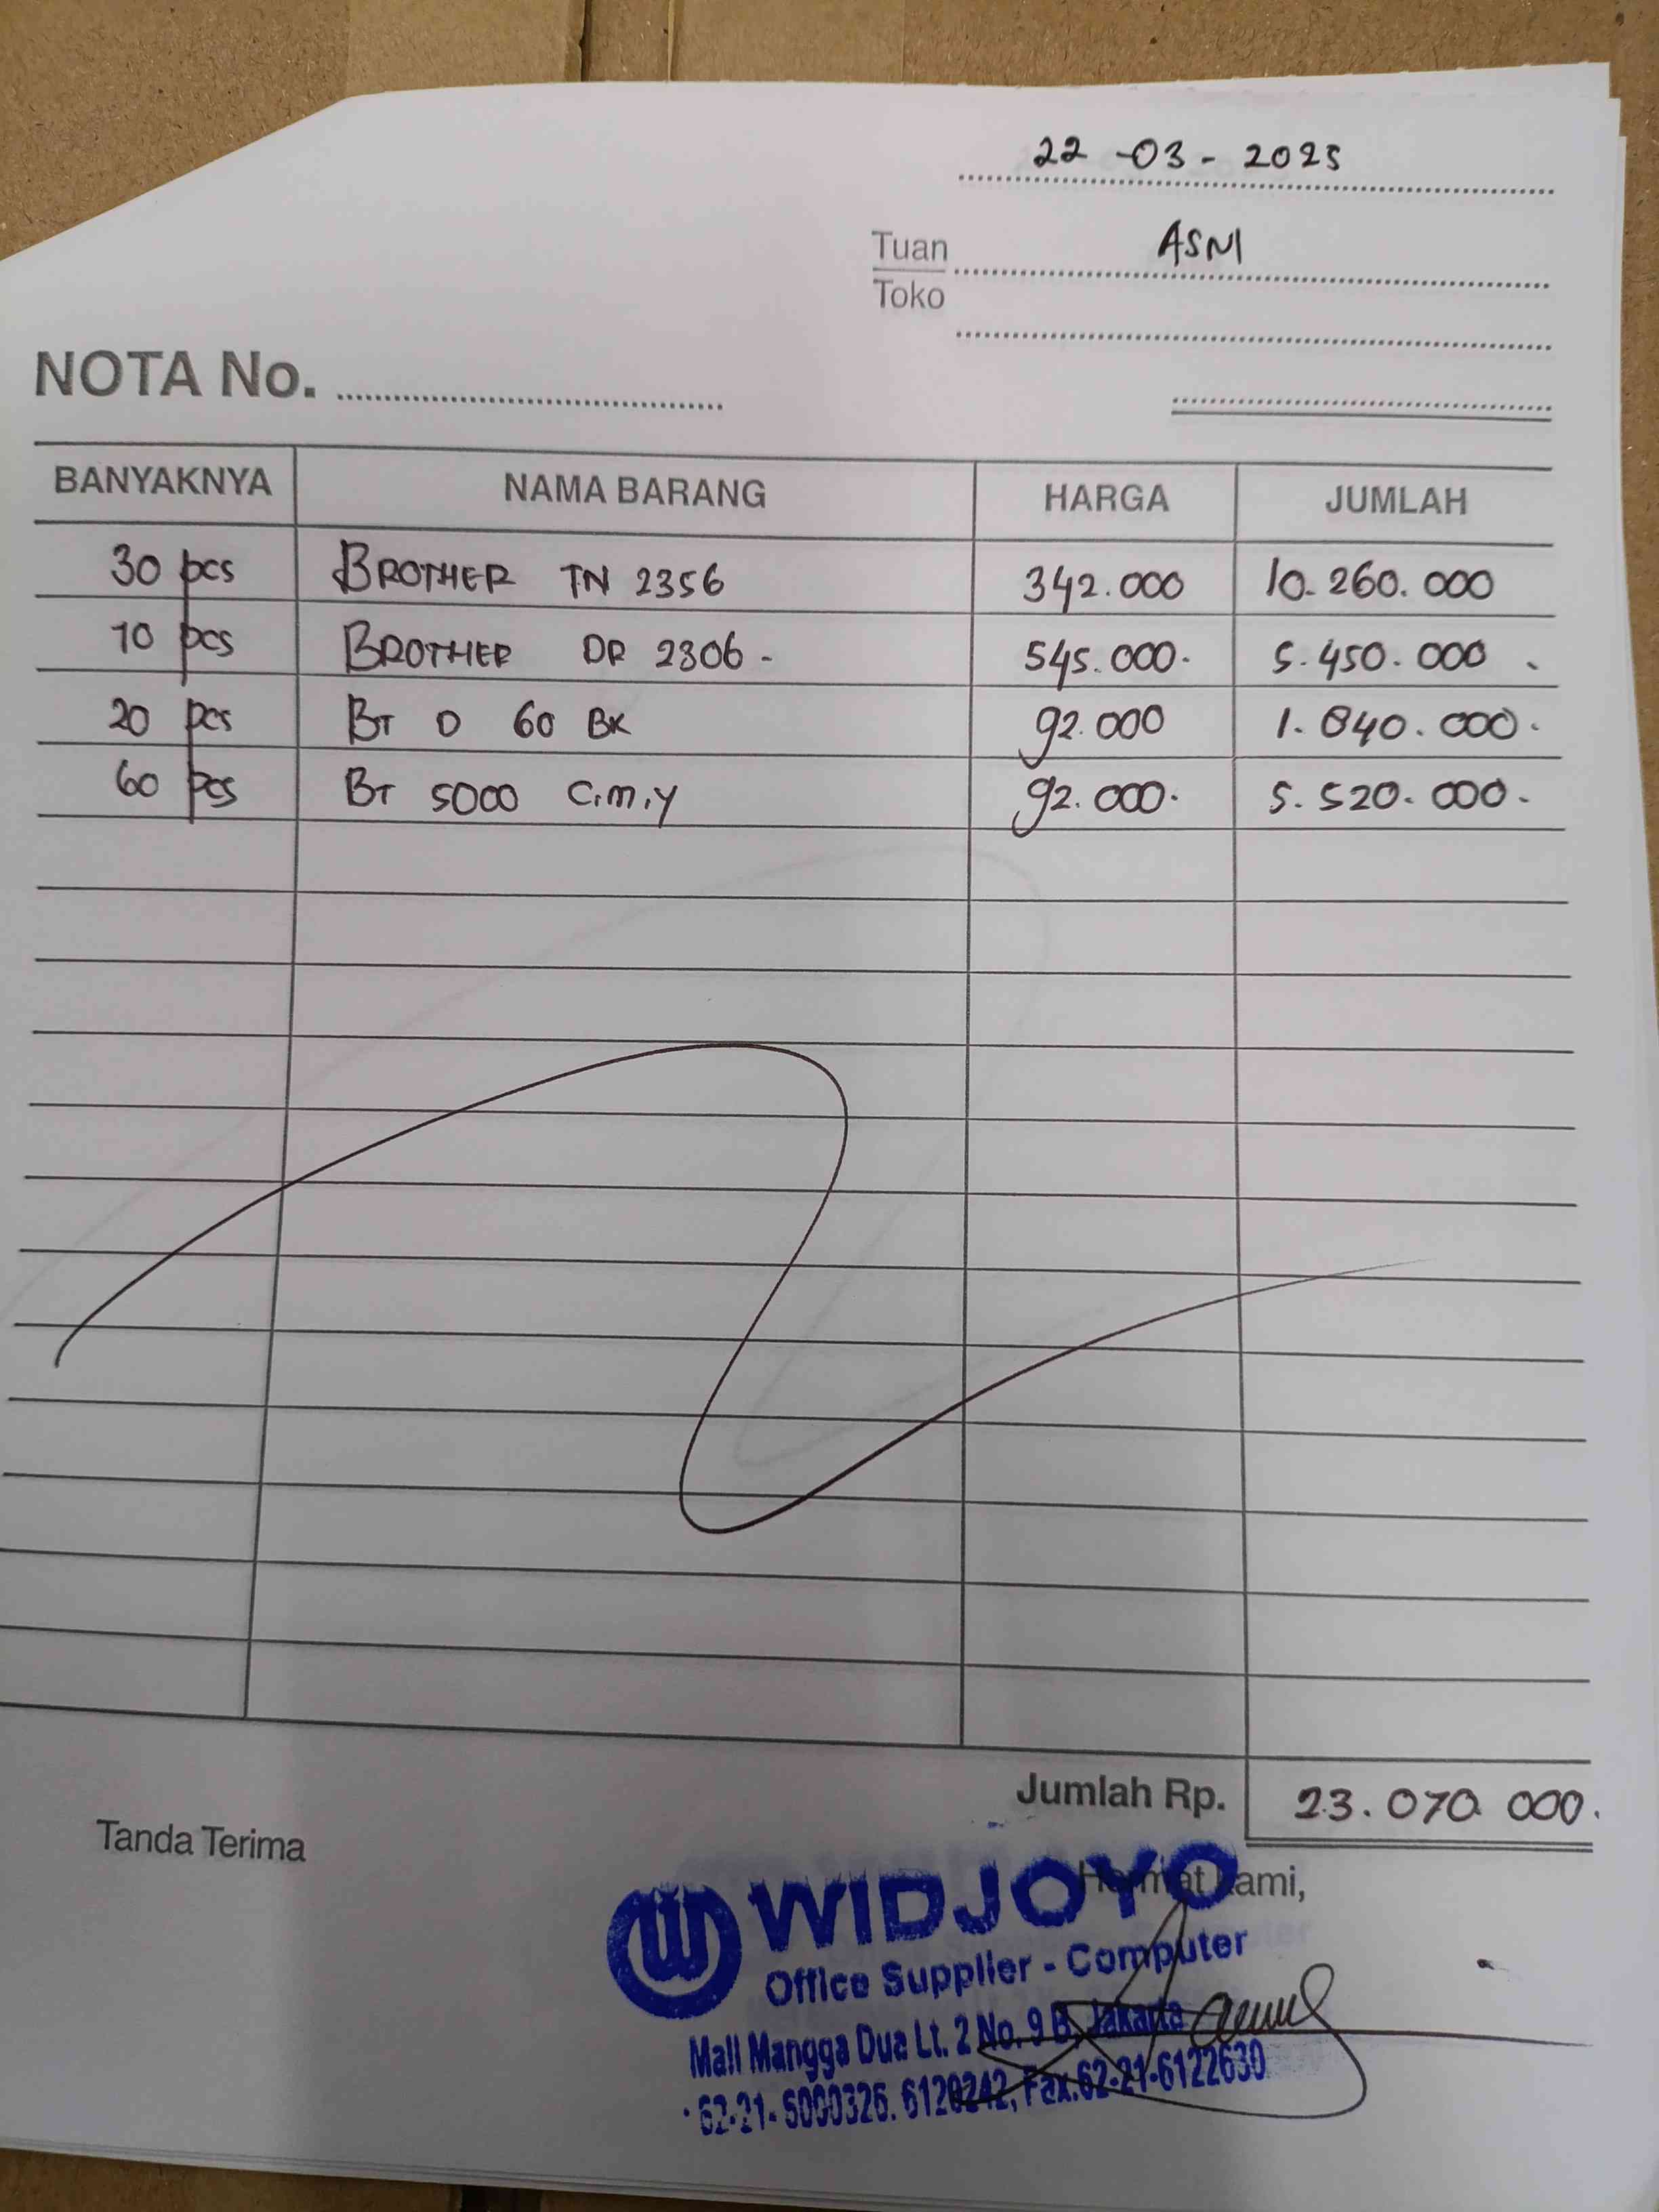 22-03-2025
Tuan ASNI
Toko
NOTA No.
BANYAKNYA NAMA BARANG HARGA JUMLAH
30 pcs BROTHER TN 2356 342.000 10.260.000
10 pcs BROTHER DR 2306 - 545.000. 5.450.000 .
20 pcs BT D 60 BK 92.000 1.840.000.
60 pcs BT 5000 C.M.Y 92.000. 5.520.000.
Jumlah Rp. 23.070.000.
Tanda Terima
Hormat Kami,
WIDJOYO
Office Supplier - Computer
Mall Mangga Dua Lt. 2 No. 9 B, Jakarta
6120242, Fax.62-21-6122630